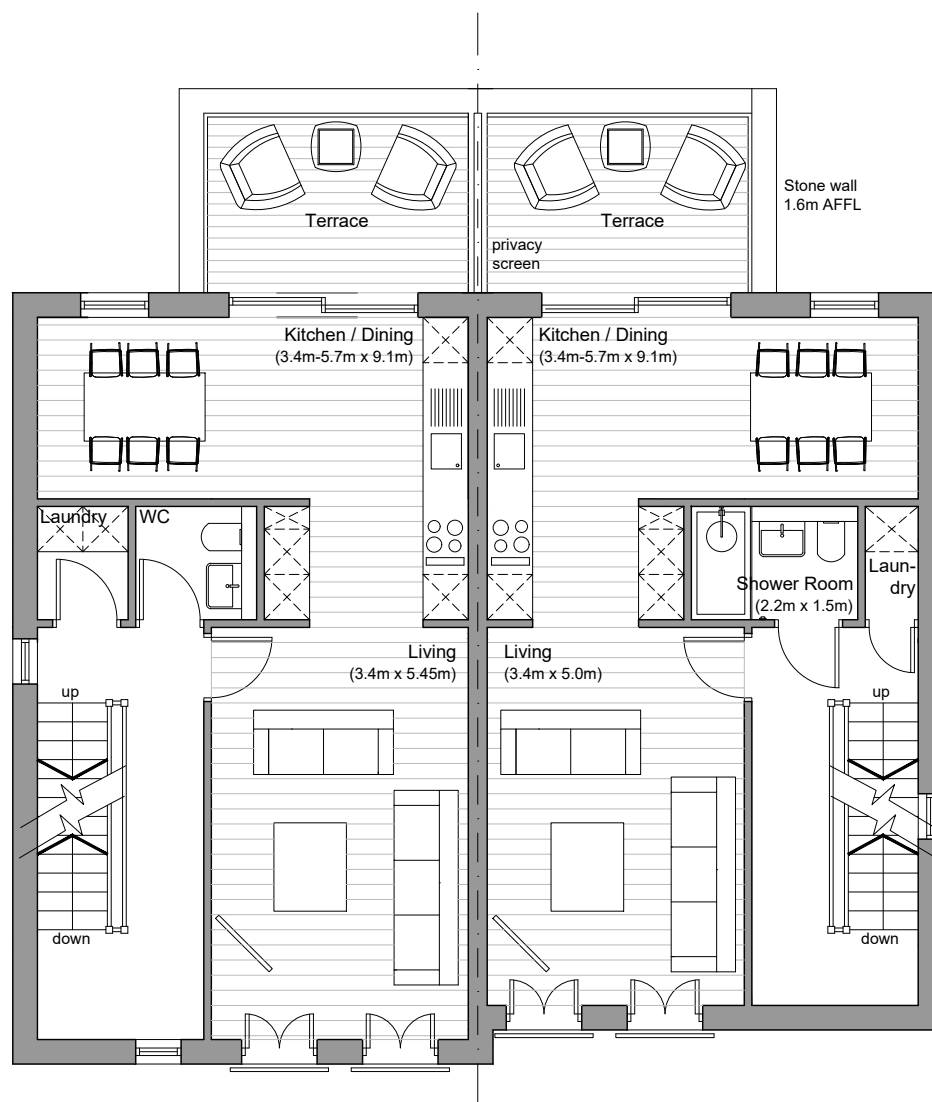 Stone wall
1.6m AFFL
Terrace
Terrace
privacy
screen
Kitchen / Dining
(3.4m-5.7m x 9.1m)
Kitchen / Dining
(3.4m-5.7m x 9.1m)
Laundry
WC
Shower Room
(2.2m x 1.5m)
Laun-
dry
Living
(3.4m x 5.45m)
Living
(3.4m x 5.0m)
up
up
down
down